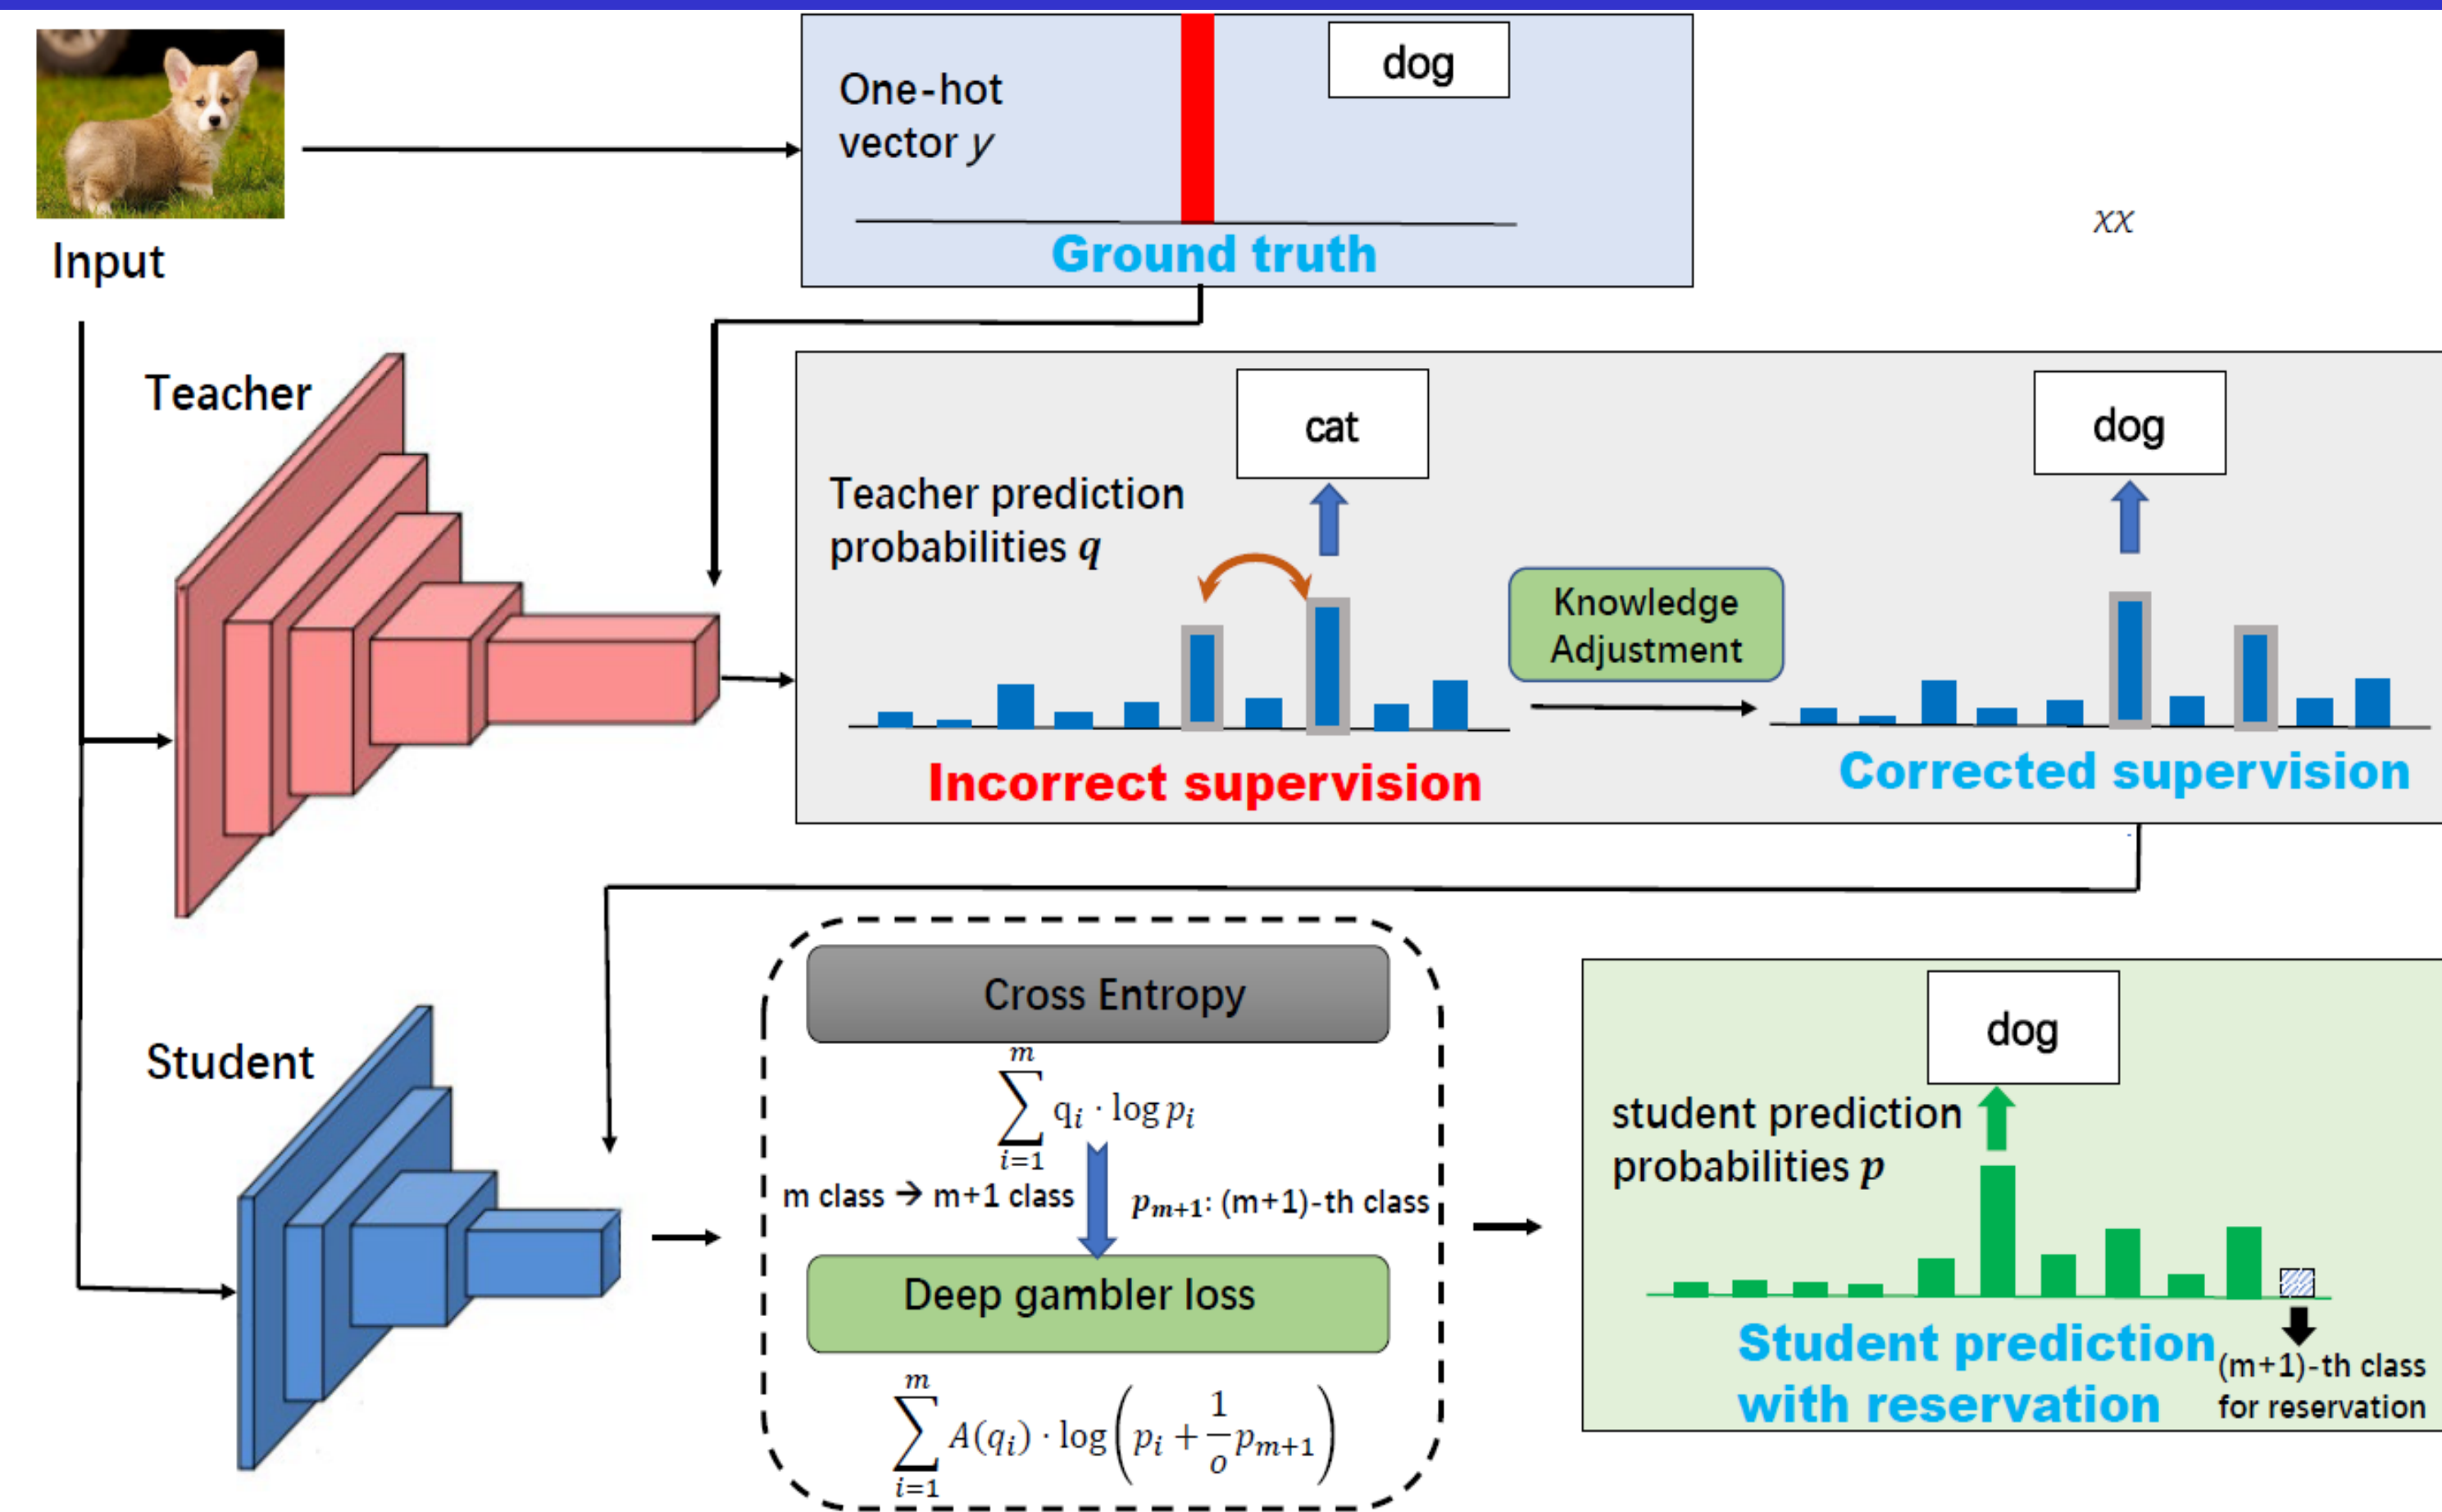 One-hot
vector y
dog
Ground truth
xx
Input
Teacher
cat
dog
Teacher prediction
probabilities q
Knowledge
Adjustment
Incorrect supervision
Corrected supervision
Student
Cross Entropy
m
∑ qᵢ · log pᵢ
i=1
m class → m+1 class
pₘ₊₁: (m+1)-th class
Deep gambler loss
m
∑ A(qᵢ) · log(pᵢ + 1/o pₘ₊₁)
i=1
dog
student prediction
probabilities p
Student prediction
with reservation
(m+1)-th class
for reservation